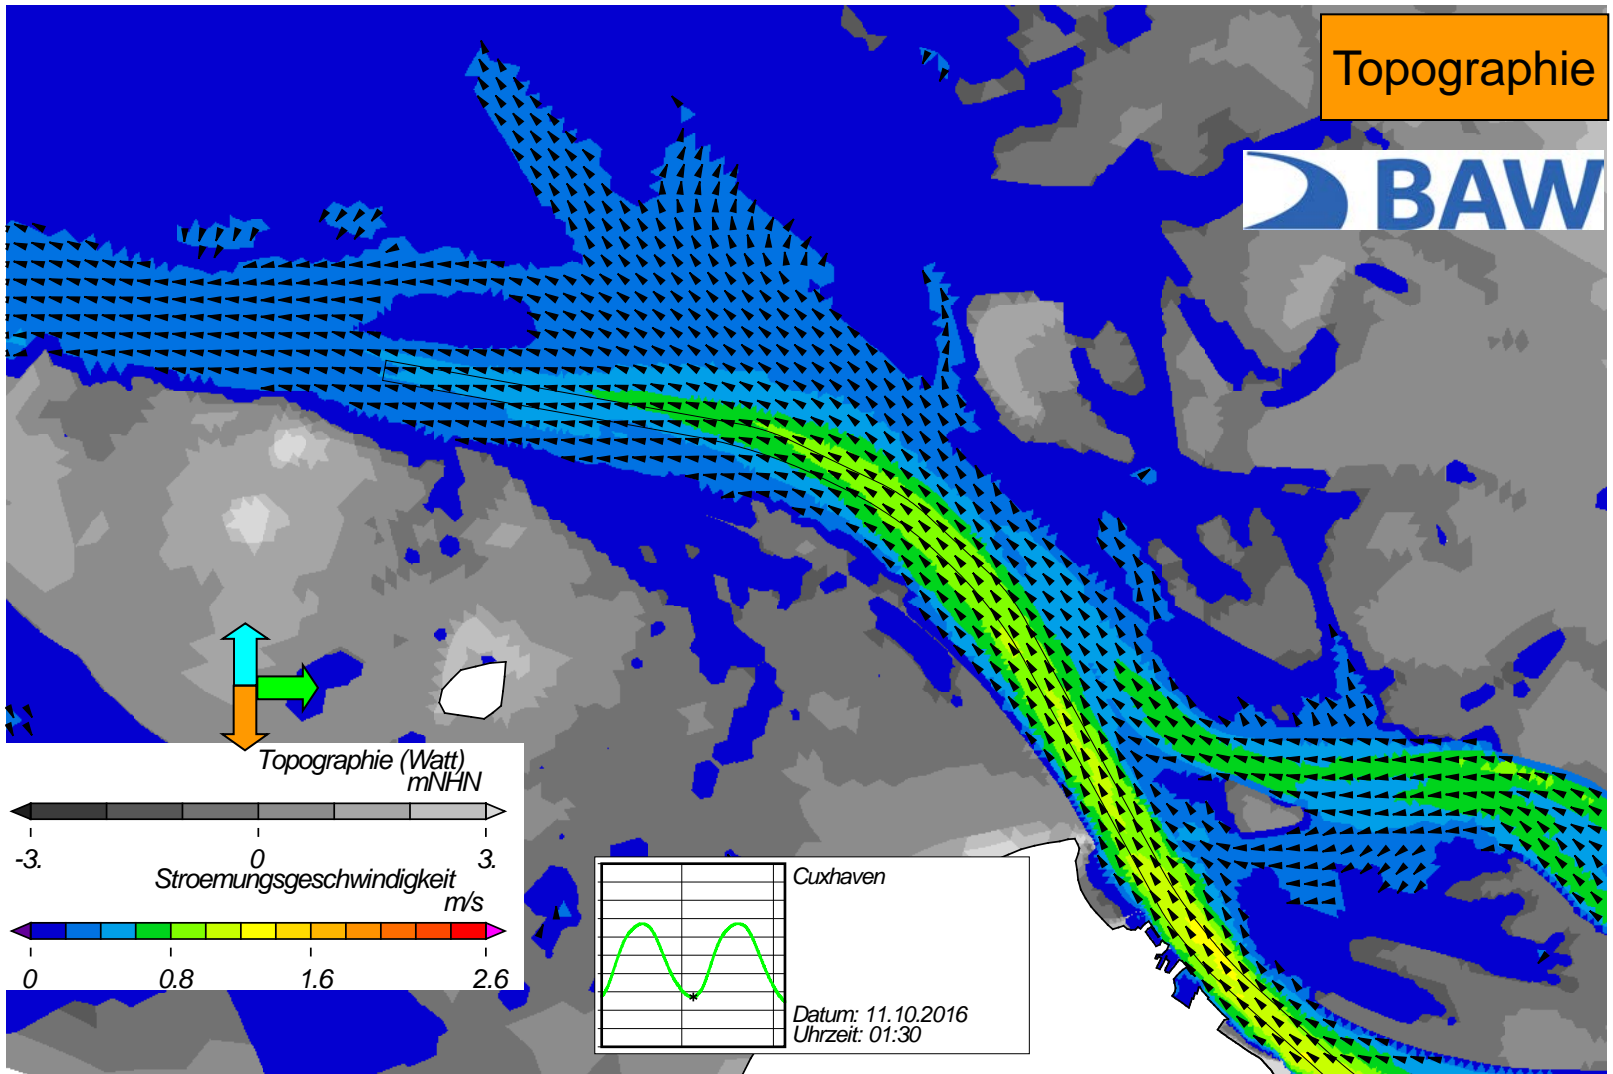 Topographie
BAW
Topographie (Watt)
mNHN
-3. 0 3.
Stroemungsgeschwindigkeit
m/s
0 0.8 1.6 2.6
Cuxhaven
Datum: 11.10.2016
Uhrzeit: 01:30